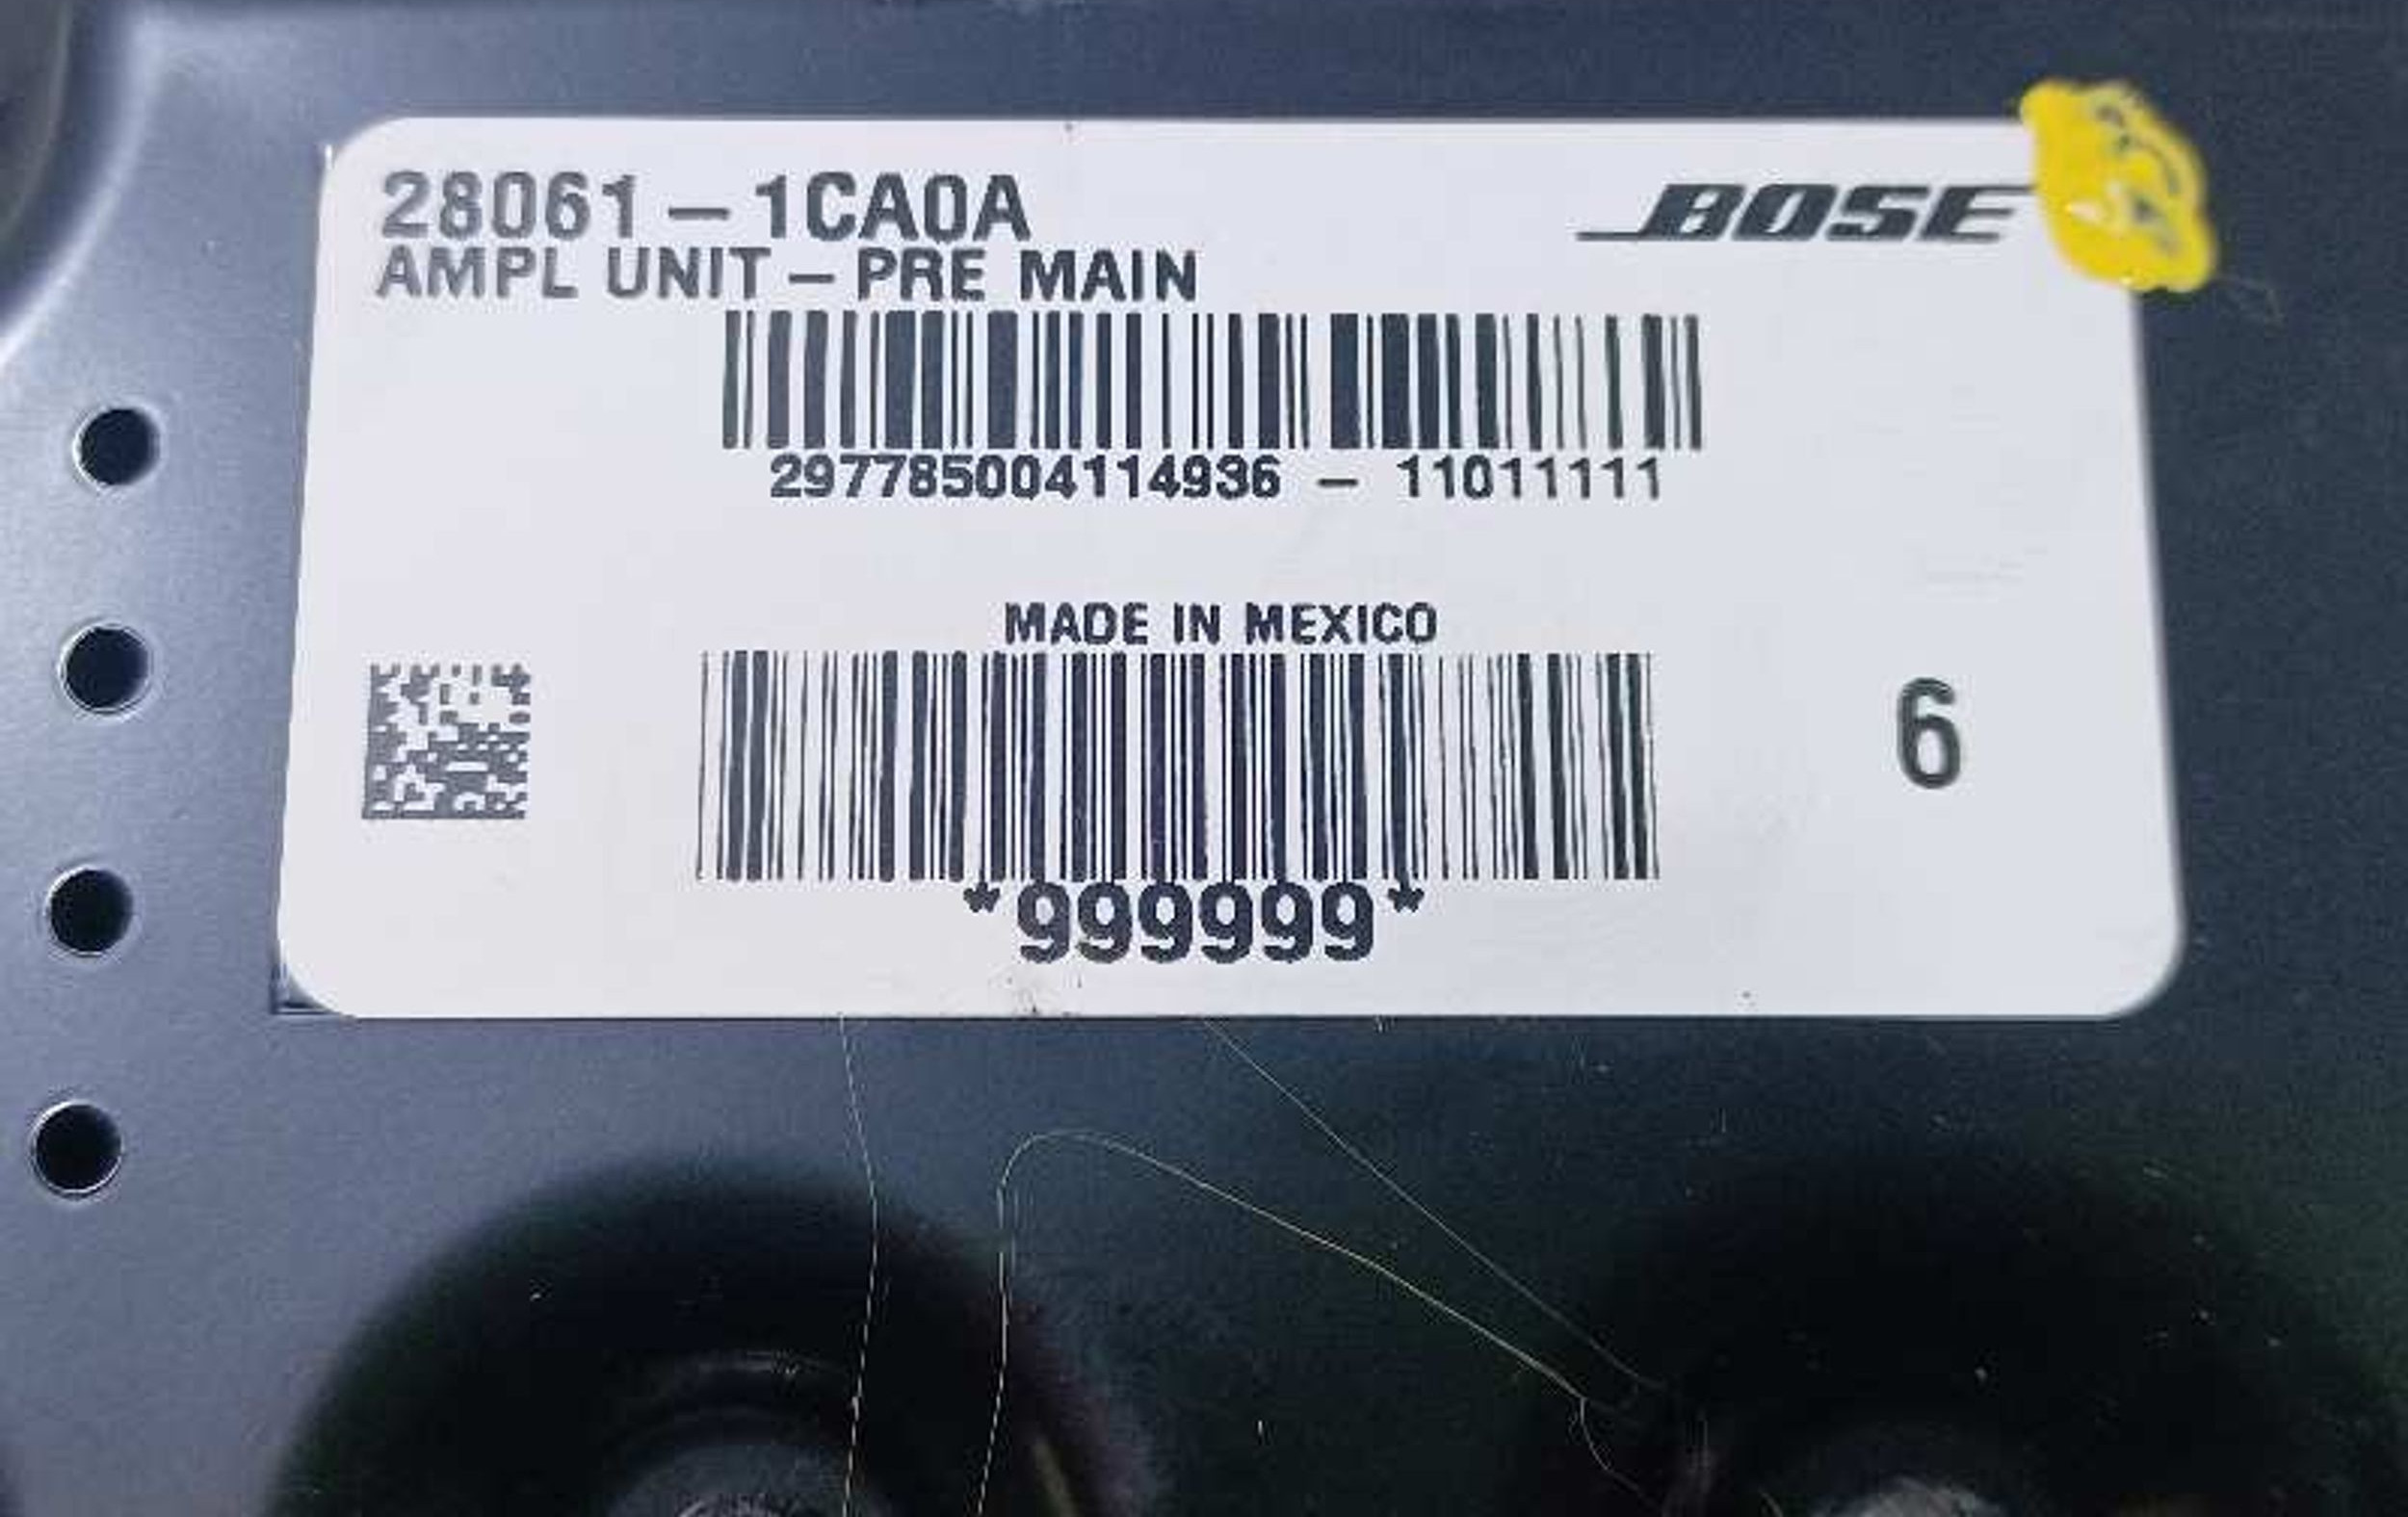 28061-1CA0A
BOSE
AMPL UNIT-PRE MAIN
297785004114936 - 11011111
MADE IN MEXICO
6
*999999*